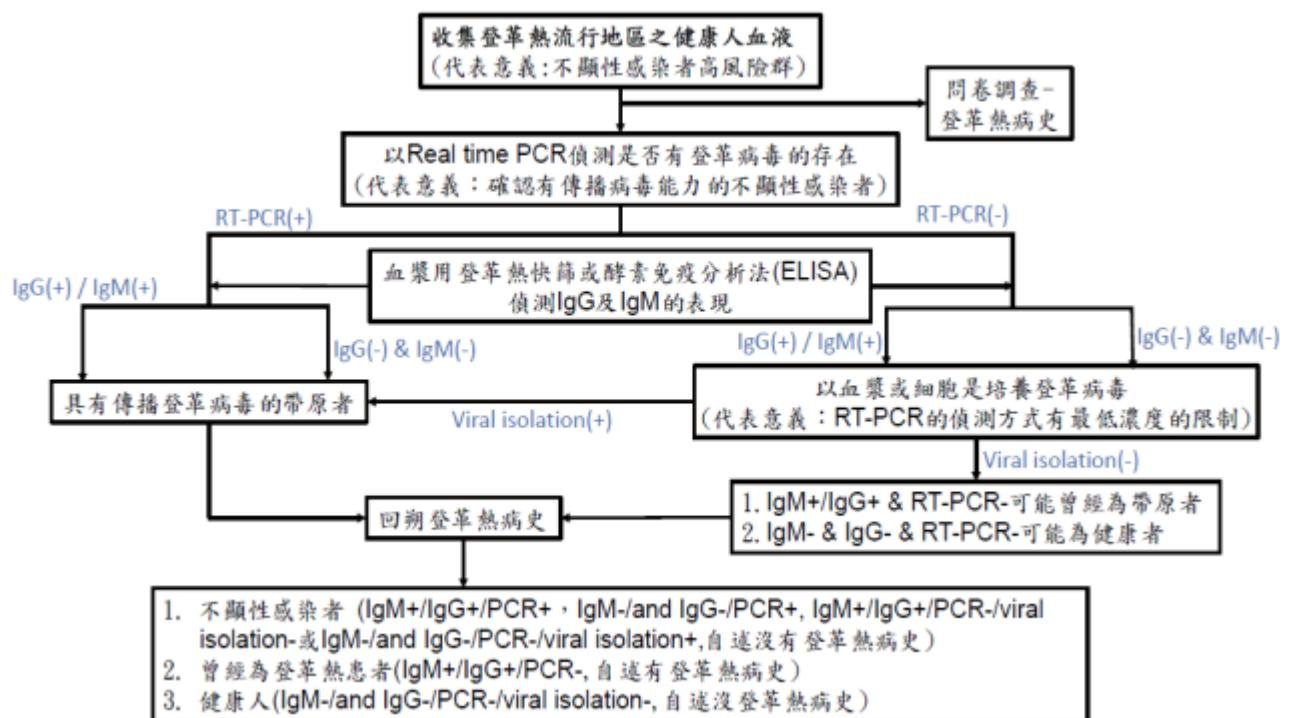 收集登革熱流行地區之健康人血液
(代表意義:不顯性感染者高風險群)
問卷調查-
登革熱病史
以Real time PCR偵測是否有登革病毒的存在
(代表意義：確認有傳播病毒能力的不顯性感染者)
RT-PCR(+)
RT-PCR(-)
血漿用登革熱快篩或酵素免疫分析法(ELISA)
偵測IgG及IgM的表現
IgG(+) / IgM(+)
IgG(-) & IgM(-)
IgG(+) / IgM(+)
IgG(-) & IgM(-)
具有傳播登革病毒的帶原者
以血漿或細胞是培養登革病毒
(代表意義：RT-PCR的偵測方式有最低濃度的限制)
Viral isolation(+)
Viral isolation(-)
1. IgM+/IgG+ & RT-PCR-可能曾經為帶原者
2. IgM- & IgG- & RT-PCR-可能為健康者
回朔登革熱病史
1. 不顯性感染者 (IgM+/IgG+/PCR+，IgM-/and IgG-/PCR+, IgM+/IgG+/PCR-/viral
isolation-或IgM-/and IgG-/PCR-/viral isolation+,自述沒有登革熱病史)
2. 曾經為登革熱患者(IgM+/IgG+/PCR-,自述有登革熱病史)
3. 健康人(IgM-/and IgG-/PCR-/viral isolation-,自述沒登革熱病史)